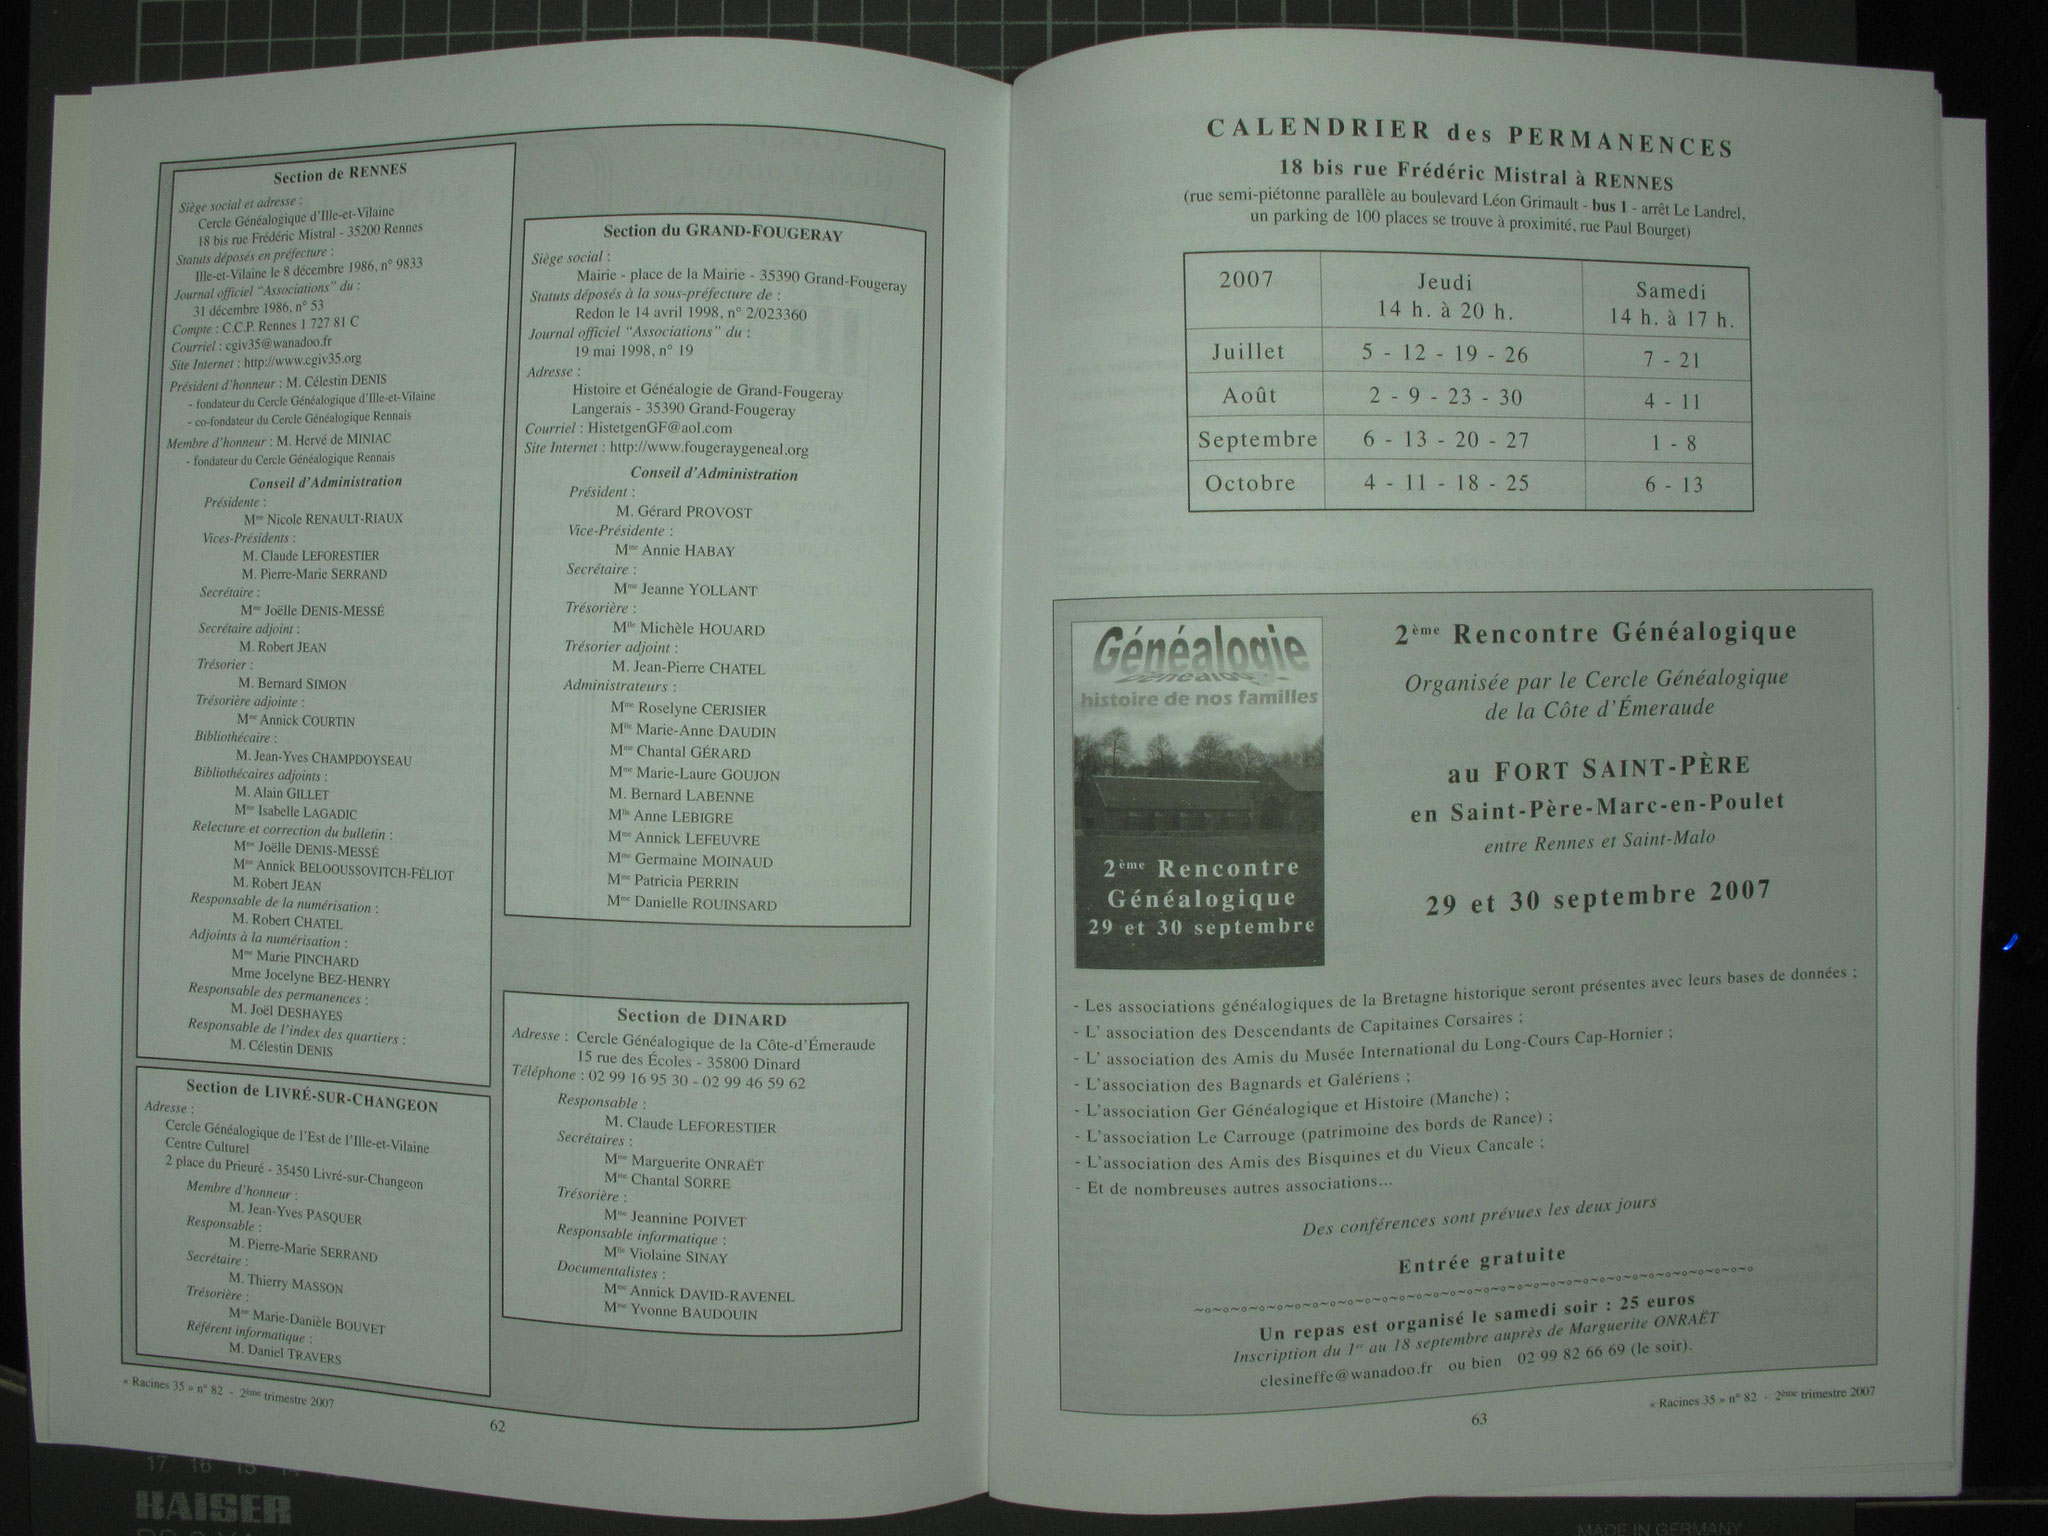 Section de RENNES
Siège social et adresse :
Cercle Généalogique d'Ille-et-Vilaine
18 bis rue Frédéric Mistral - 35200 Rennes
Statuts déposés en préfecture :
Ille-et-Vilaine le 8 décembre 1986, n° 9833
Journal officiel "Associations" du :
31 décembre 1986, n° 53
Compte : C.C.P. Rennes 1 727 81 C
Courriel : cgiv35@wanadoo.fr
Site Internet : http://www.cgiv35.org
Président d'honneur : M. Célestin DENIS
- fondateur du Cercle Généalogique d'Ille-et-Vilaine
- co-fondateur du Cercle Généalogique Rennais
Membre d'honneur : M. Hervé de MINIAC
- fondateur du Cercle Généalogique Rennais
Conseil d'Administration
Présidente :
Mme Nicole RENAULT-RIAUX
Vices-Présidents :
M. Claude LEFORESTIER
M. Pierre-Marie SERRAND
Secrétaire :
Mme Joëlle DENIS-MESSÉ
Secrétaire adjoint :
M. Robert JEAN
Trésorier :
M. Bernard SIMON
Trésorière adjointe :
Mme Annick COURTIN
Bibliothécaire :
M. Jean-Yves CHAMPDOYSEAU
Bibliothécaires adjoints :
M. Alain GILLET
Mme Isabelle LAGADIC
Relecture et correction du bulletin :
Mme Joëlle DENIS-MESSÉ
Mme Annick BELOOUSSOVITCH-FÉLIOT
M. Robert JEAN
Responsable de la numérisation :
M. Robert CHATEL
Adjoints à la numérisation :
Mme Marie PINCHARD
Mme Jocelyne BEZ-HENRY
Responsable des permanences :
M. Joël DESHAYES
Responsable de l'index des quartiers :
M. Célestin DENIS
Section de LIVRÉ-SUR-CHANGEON
Adresse :
Cercle Généalogique de l'Est de l'Ille-et-Vilaine
Centre Culturel
2 place du Prieuré - 35450 Livré-sur-Changeon
Membre d'honneur :
M. Jean-Yves PASQUER
Responsable :
M. Pierre-Marie SERRAND
Secrétaire :
M. Thierry MASSON
Trésorière :
Mme Marie-Danièle BOUVET
Référent informatique :
M. Daniel TRAVERS
Section du GRAND-FOUGERAY
Siège social :
Mairie - place de la Mairie - 35390 Grand-Fougeray
Statuts déposés à la sous-préfecture de :
Redon le 14 avril 1998, n° 2/023360
Journal officiel "Associations" du :
19 mai 1998, n° 19
Adresse :
Histoire et Généalogie de Grand-Fougeray
Langerais - 35390 Grand-Fougeray
Courriel : HistetgenGF@aol.com
Site Internet : http://www.fougeraygeneal.org
Conseil d'Administration
Président :
M. Gérard PROVOST
Vice-Présidente :
Mme Annie HABAY
Secrétaire :
Mme Jeanne YOLLANT
Trésorière :
Mlle Michèle HOUARD
Trésorier adjoint :
M. Jean-Pierre CHATEL
Administrateurs :
Mme Roselyne CERISIER
Mlle Marie-Anne DAUDIN
Mme Chantal GÉRARD
Mme Marie-Laure GOUJON
M. Bernard LABENNE
Mlle Anne LEBIGRE
Mme Annick LEFEUVRE
Mme Germaine MOINAUD
Mme Patricia PERRIN
Mme Danielle ROUINSARD
Section de DINARD
Adresse : Cercle Généalogique de la Côte-d'Émeraude
15 rue des Écoles - 35800 Dinard
Téléphone : 02 99 16 95 30 - 02 99 46 59 62
Responsable :
M. Claude LEFORESTIER
Secrétaires :
Mme Marguerite ONRAËT
Mme Chantal SORRE
Trésorière :
Mme Jeannine POIVET
Responsable informatique :
Mlle Violaine SINAY
Documentalistes :
Mme Annick DAVID-RAVENEL
Mme Yvonne BAUDOUIN
« Racines 35 » n° 82 - 2ème trimestre 2007
62
CALENDRIER des PERMANENCES
18 bis rue Frédéric Mistral à RENNES
(rue semi-piétonne parallèle au boulevard Léon Grimault - bus 1 - arrêt Le Landrel,
un parking de 100 places se trouve à proximité, rue Paul Bourget)
2007 Jeudi Samedi
14 h. à 20 h. 14 h. à 17 h.
Juillet 5 - 12 - 19 - 26 7 - 21
Août 2 - 9 - 23 - 30 4 - 11
Septembre 6 - 13 - 20 - 27 1 - 8
Octobre 4 - 11 - 18 - 25 6 - 13
Généalogie
histoire de nos familles
2ème Rencontre
Généalogique
29 et 30 septembre
2ème Rencontre Généalogique
Organisée par le Cercle Généalogique
de la Côte d'Émeraude
au FORT SAINT-PÈRE
en Saint-Père-Marc-en-Poulet
entre Rennes et Saint-Malo
29 et 30 septembre 2007
- Les associations généalogiques de la Bretagne historique seront présentes avec leurs bases de données ;
- L' association des Descendants de Capitaines Corsaires ;
- L' association des Amis du Musée International du Long-Cours Cap-Hornier ;
- L'association des Bagnards et Galériens ;
- L'association Ger Généalogique et Histoire (Manche) ;
- L'association Le Carrouge (patrimoine des bords de Rance) ;
- L'association des Amis des Bisquines et du Vieux Cancale ;
- Et de nombreuses autres associations...
Des conférences sont prévues les deux jours
Entrée gratuite
Un repas est organisé le samedi soir : 25 euros
Inscription du 1er au 18 septembre auprès de Marguerite ONRAËT
clesineffe@wanadoo.fr ou bien 02 99 82 66 69 (le soir).
« Racines 35 » n° 82 - 2ème trimestre 2007
63
17 16 15 14
KAISER
MADE IN GERMANY